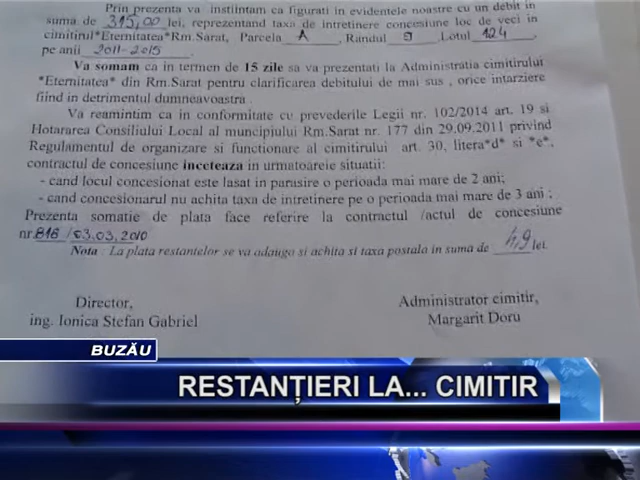 Prin prezenta va instiintam ca figurati in evidentele noastre cu un debit in
suma de 315,00 lei, reprezentand taxa de intretinere concesiune loc de veci in
cimitirul*Eternitatea*Rm.Sarat, Parcela A, Randul 9 Lotul 124,
pe anii 2011-2015.
Va somam ca in termen de 15 zile sa va prezentati la Administratia cimitirului
*Eternitatea* din Rm.Sarat pentru clarificarea debitului de mai sus , orice intarziere
fiind in detrimentul dumneavoastra .
Va reamintim ca in conformitate cu prevederile Legii nr. 102/2014 art. 19 si
Hotararea Consiliului Local al muncipiului Rm.Sarat nr. 177 din 29.09.2011 privind
Regulamentul de organizare si functionare al cimitirului art. 30, litera*d* si *e*,
contractul de concesiune inceteaza in urmatoareie situatii:
- cand locul concesionat este lasat in parasire o perioada mai mare de 2 ani;
- cand concesionarul nu achita taxa de intretinere pe o perioada mai mare de 3 ani ;
Prezenta somatie de plata face referire la contractul /actul de concesiune
nr.816 /03.03.2010
Nota : La plata restantelor se va adauga si achita si taxa postala in suma de 4,9 lei.
Director,
ing. Ionica Stefan Gabriel
Administrator cimitir,
Margarit Doru
BUZĂU
RESTANȚIERI LA... CIMITIR